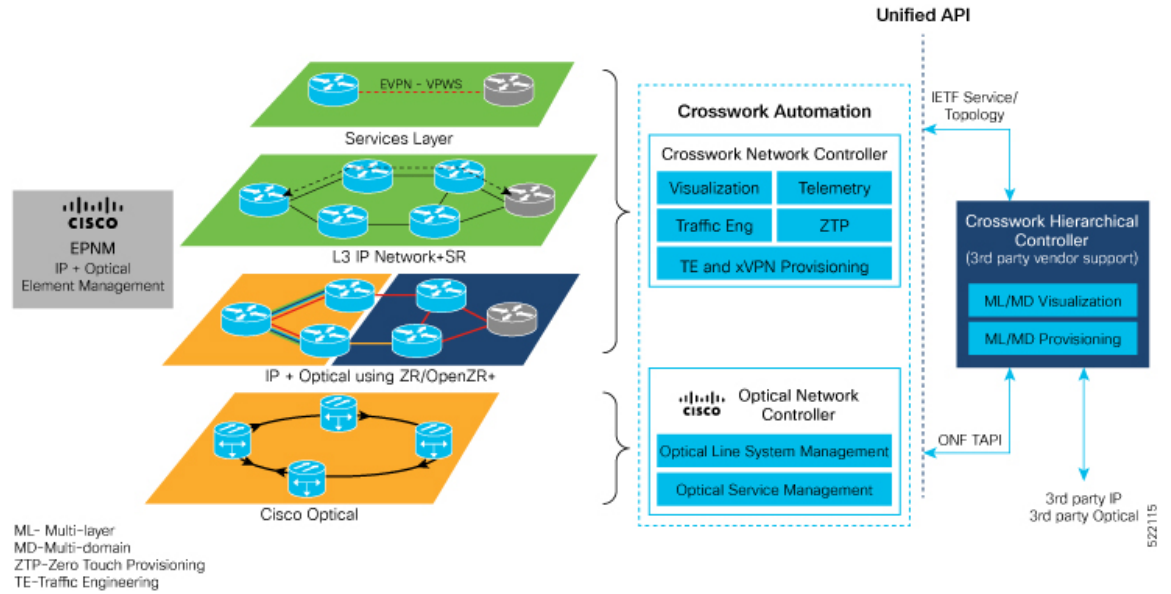 Unified API
EVPN - VPWS
Services Layer
L3 IP Network+SR
IP + Optical using ZR/OpenZR+
Cisco Optical
CISCO
EPNM
IP + Optical
Element Management
Crosswork Automation
Crosswork Network Controller
Visualization
Telemetry
Traffic Eng
ZTP
TE and xVPN Provisioning
CISCO
Optical Network
Controller
Optical Line System Management
Optical Service Management
IETF Service/
Topology
Crosswork Hierarchical
Controller
(3rd party vendor support)
ML/MD Visualization
ML/MD Provisioning
ONF TAPI
3rd party IP
3rd party Optical
522115
ML- Multi-layer
MD-Multi-domain
ZTP-Zero Touch Provisioning
TE-Traffic Engineering